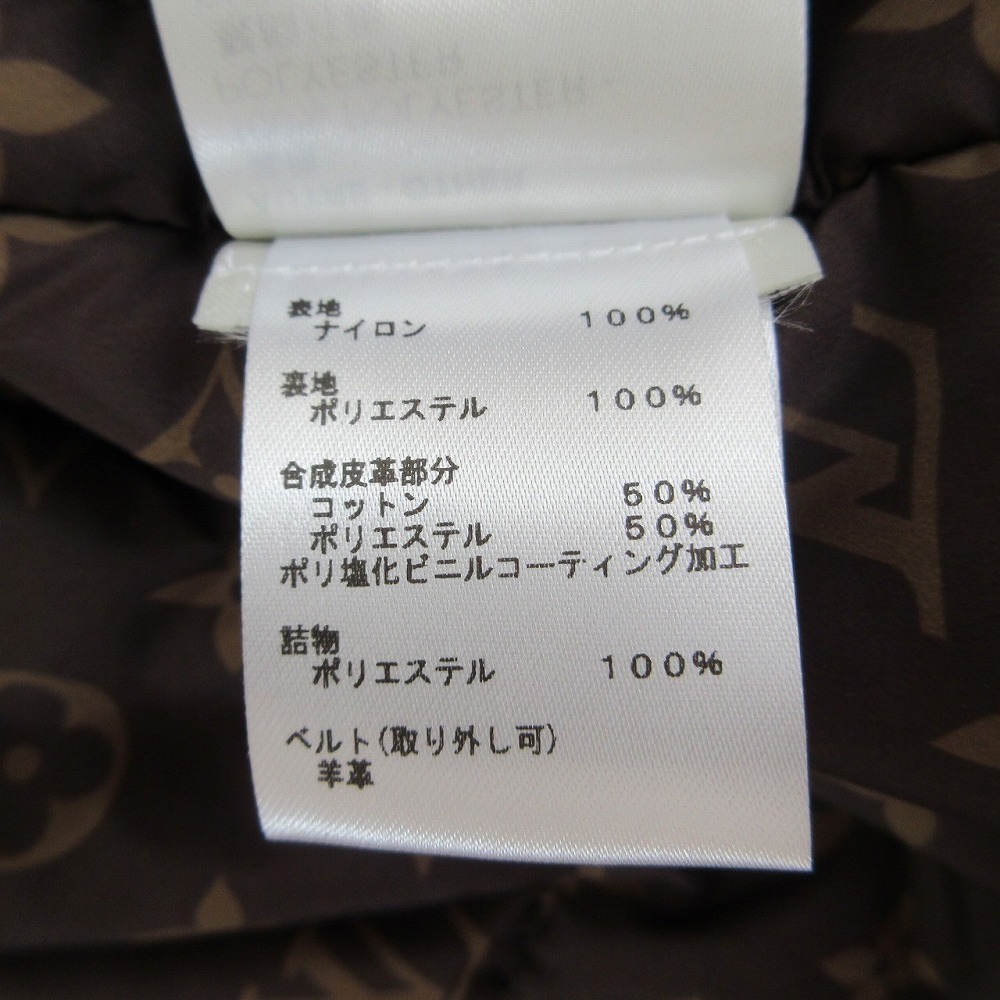 POLYESTER
POLYESTER -
表地
ナイロン 100%
裏地
ポリエステル 100%
合成皮革部分
コットン 50%
ポリエステル 50%
ポリ塩化ビニルコーティング加工
詰物
ポリエステル 100%
ベルト(取り外し可)
羊革